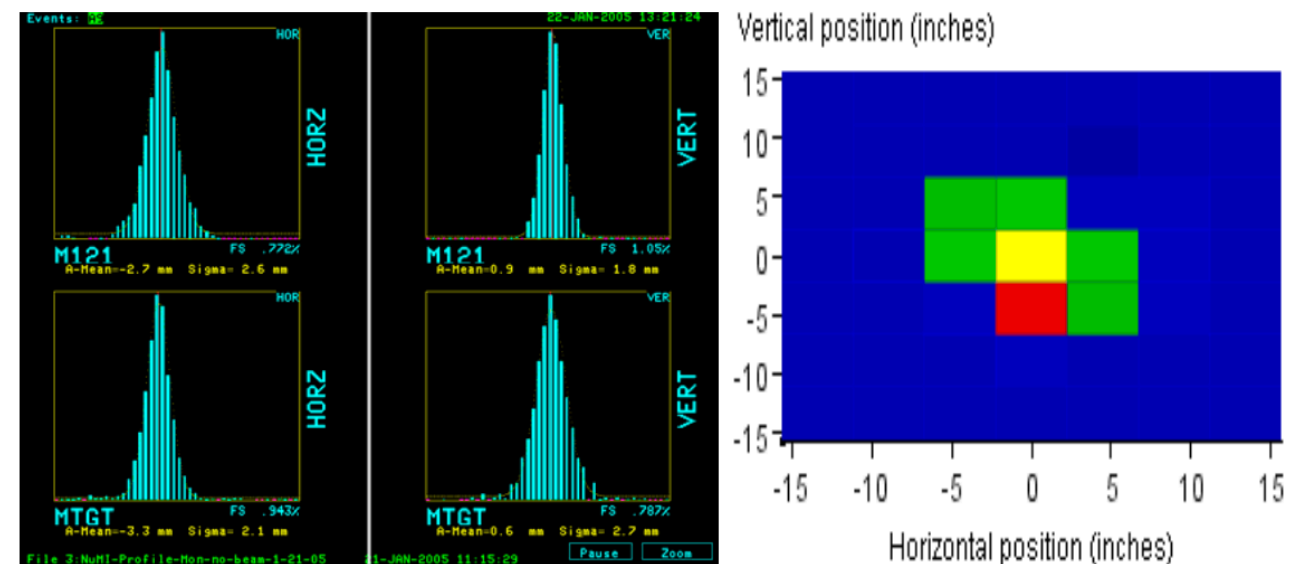 Events: A9
22-JAN-2005 13:21:24
HOR
HORZ
M121
FS .772%
A-Mean=-2.7 mm Sigma= 2.6 mm
VER
VERT
M121
FS 1.05%
A-Mean=0.9 mm Sigma= 1.8 mm
HOR
HORZ
MTGT
FS .943%
A-Mean=-3.3 mm Sigma= 2.1 mm
VER
VERT
MTGT
FS .787%
A-Mean=0.6 mm Sigma= 2.7 mm
Pause Zoom
File 3:NuMI-Profile-Mon-no-beam-1-21-05
21-JAN-2005 11:15:29
Vertical position (inches)
15
10
5
0
-5
-10
-15
-15 -10 -5 0 5 10 15
Horizontal position (inches)